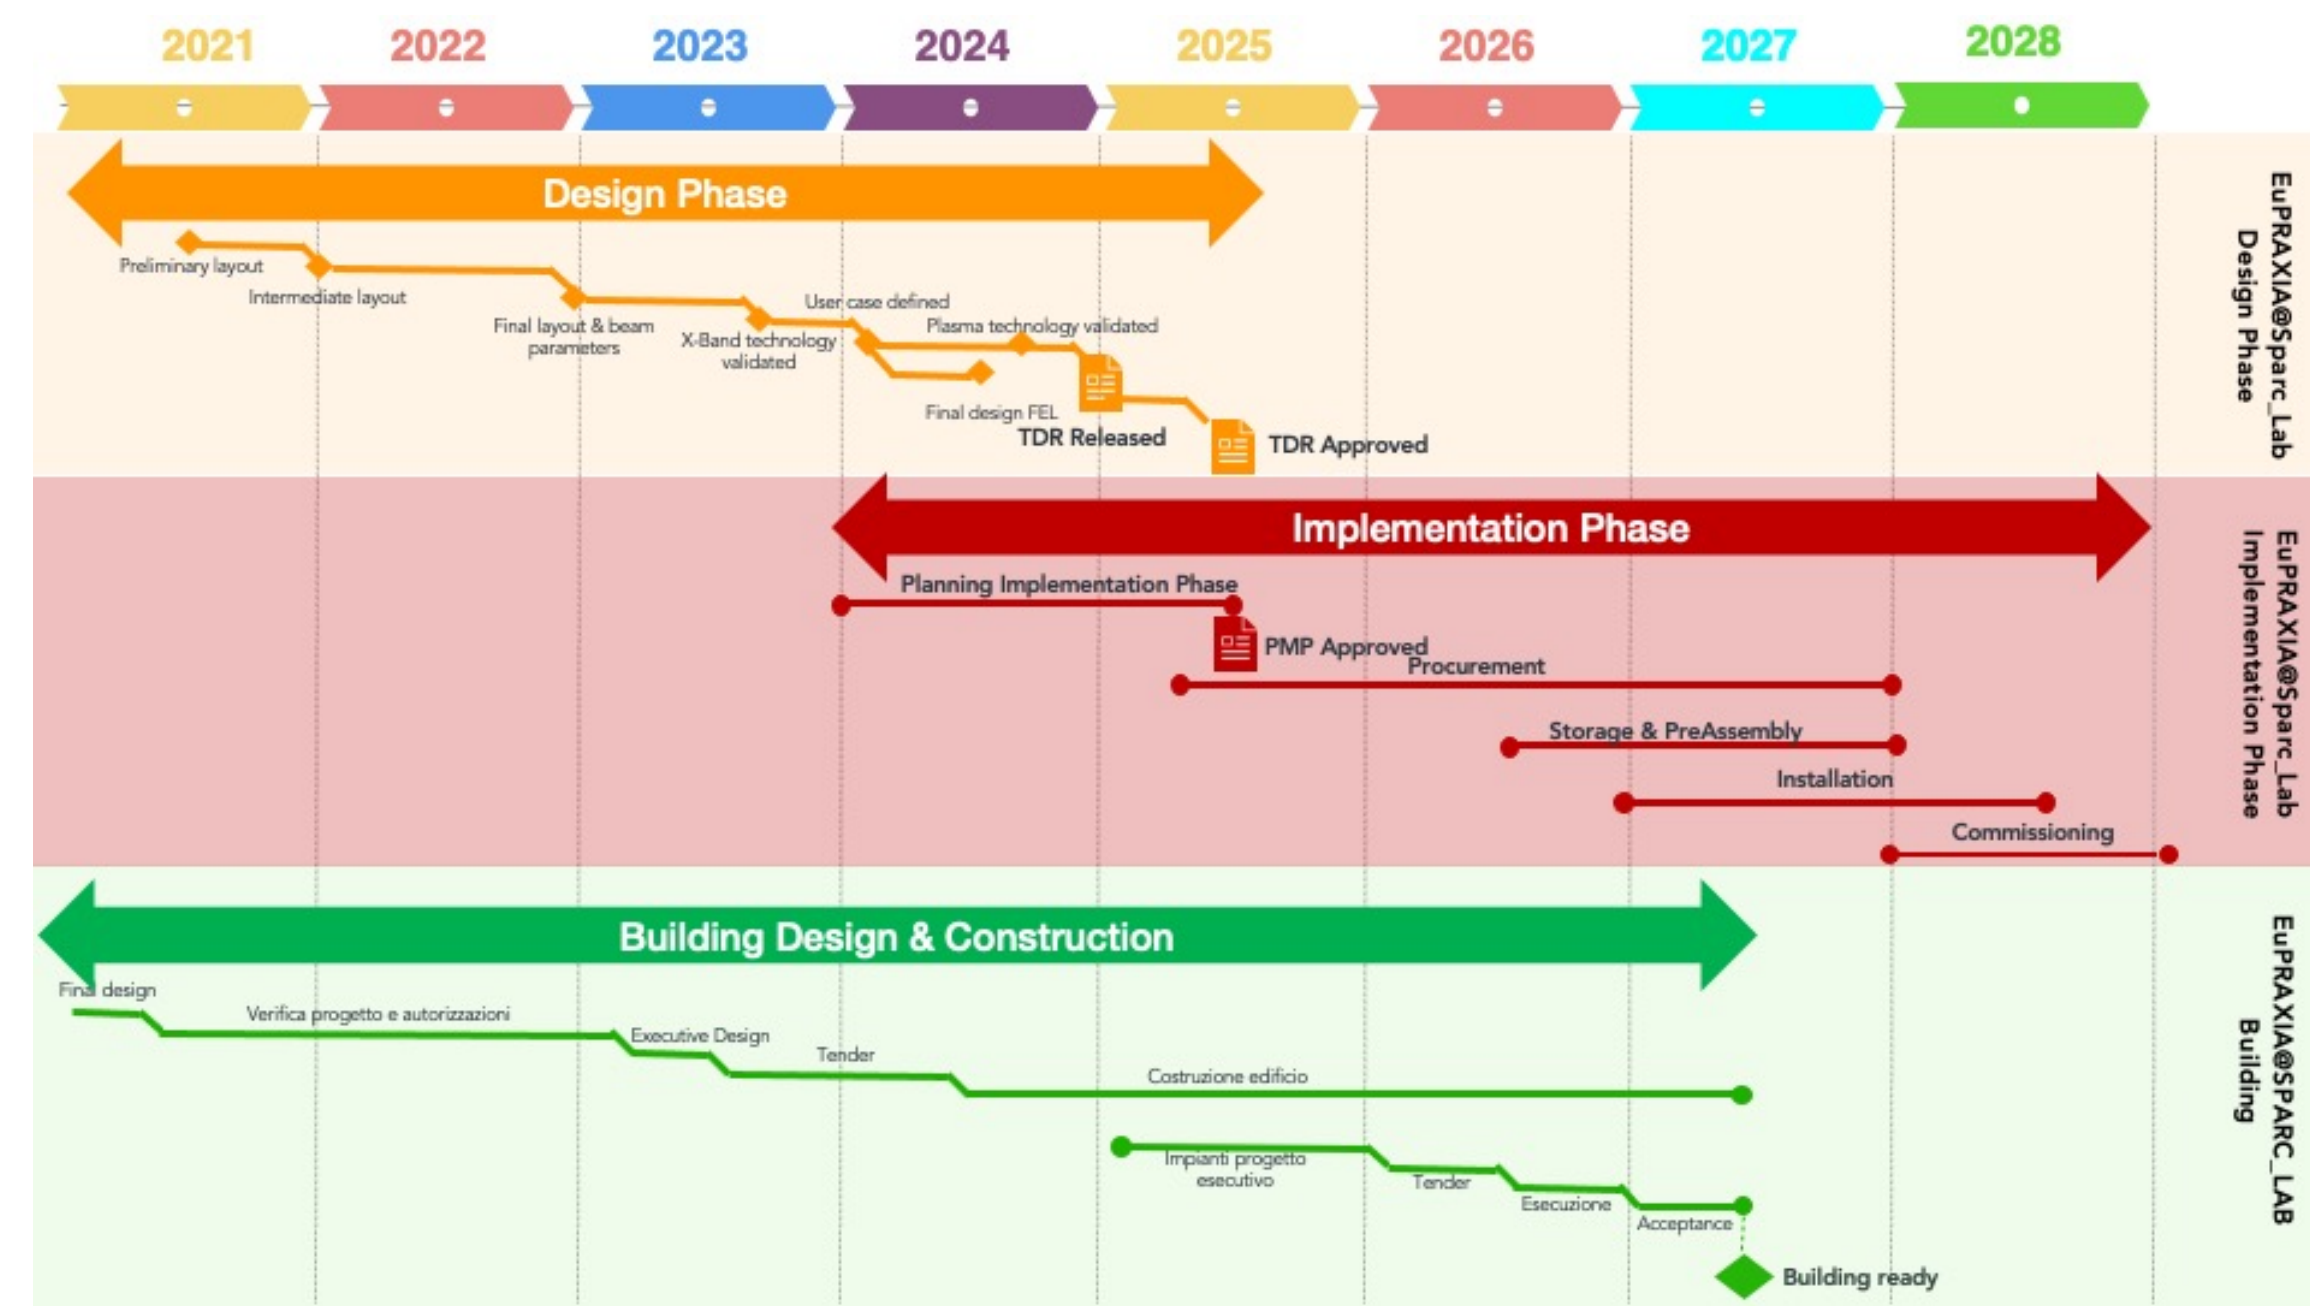 2021
2022
2023
2024
2025
2026
2027
2028
Design Phase
EuPRAXIA@Sparc_Lab
Design Phase
Preliminary layout
Intermediate layout
Final layout & beam
parameters
User case defined
X-Band technology
validated
Plasma technology validated
Final design FEL
TDR Released
TDR Approved
Implementation Phase
EuPRAXIA@Sparc_Lab
Implementation Phase
Planning Implementation Phase
PMP Approved
Procurement
Storage & PreAssembly
Installation
Commissioning
Building Design & Construction
EuPRAXIA@SPARC_LAB
Building
Final design
Verifica progetto e autorizzazioni
Executive Design
Tender
Costruzione edificio
Impianti progetto
esecutivo
Tender
Esecuzione
Acceptance
Building ready